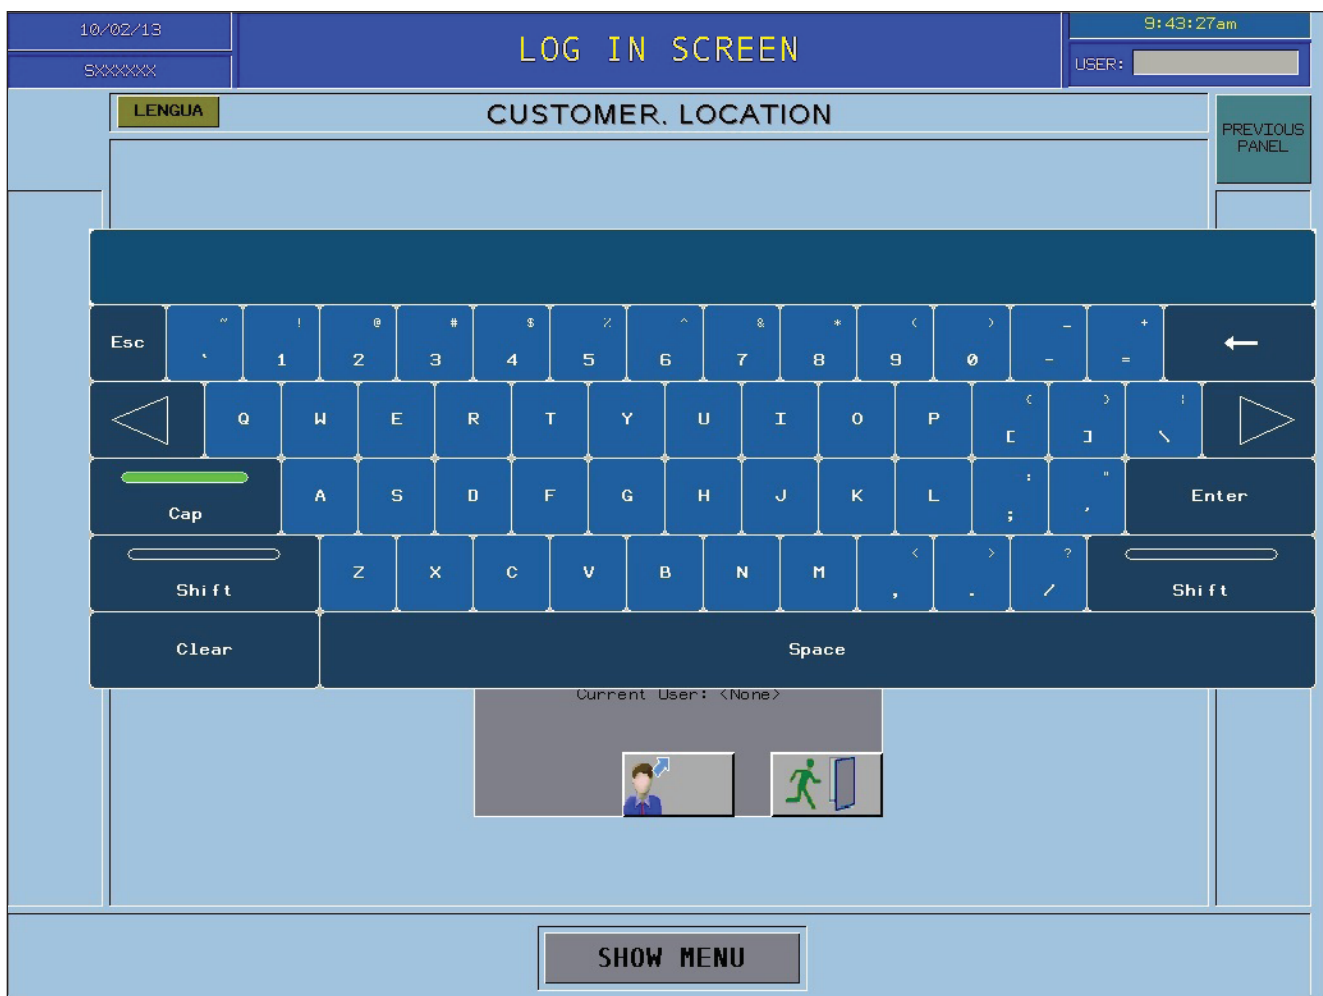 10/02/13
LOG IN SCREEN
9:43:27am
SXXXXXX
USER:
LENGUA
CUSTOMER. LOCATION
PREVIOUS
PANEL
~ ! @ # $ % ^ & * ( ) _ +
Esc ` 1 2 3 4 5 6 7 8 9 0 - = ←
{ } |
Q W E R T Y U I O P [ ] \
: "
Cap A S D F G H J K L ; ' Enter
< > ?
Shift Z X C V B N M , . / Shift
Clear Space
Current User: <None>
SHOW MENU